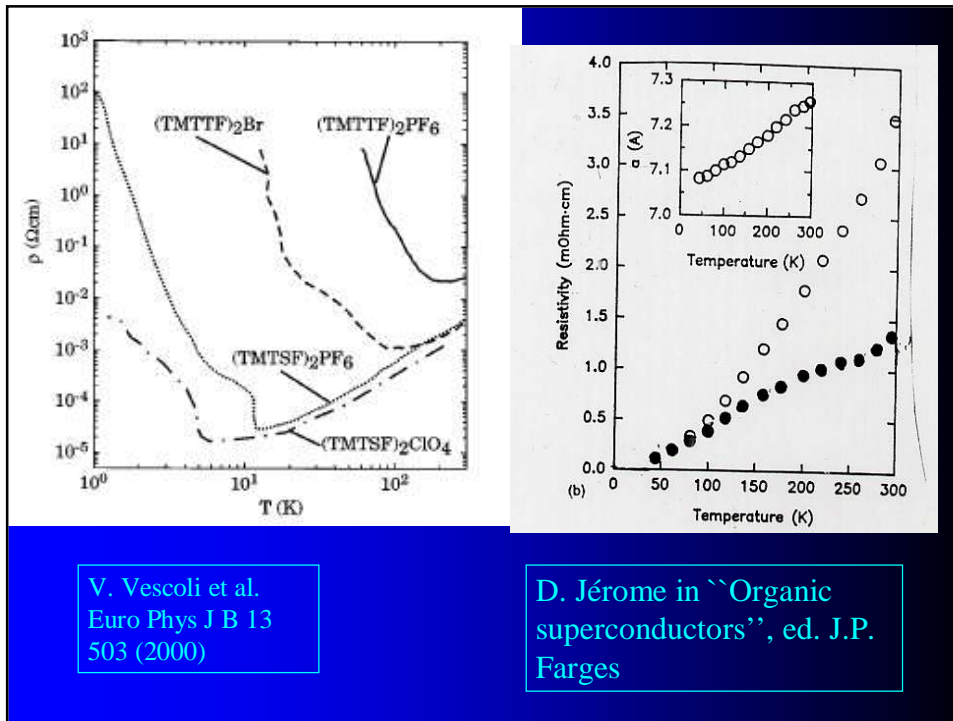 10³
10²
10¹
10⁰
10⁻¹
10⁻²
10⁻³
10⁻⁴
10⁻⁵
ρ (Ωcm)
(TMTTF)₂Br
(TMTTF)₂PF₆
(TMTSF)₂PF₆
(TMTSF)₂ClO₄
10⁰ 10¹ 10²
T (K)
4.0
3.5
3.0
2.5
2.0
1.5
1.0
0.5
0.0
Resistivity (mOhm·cm)
7.3
7.2
7.1
7.0
a (A)
0 100 200 300
Temperature (K)
(b)
0 50 100 150 200 250 300
Temperature (K)
V. Vescoli et al.
Euro Phys J B 13
503 (2000)
D. Jérome in ``Organic
superconductors’’, ed. J.P.
Farges